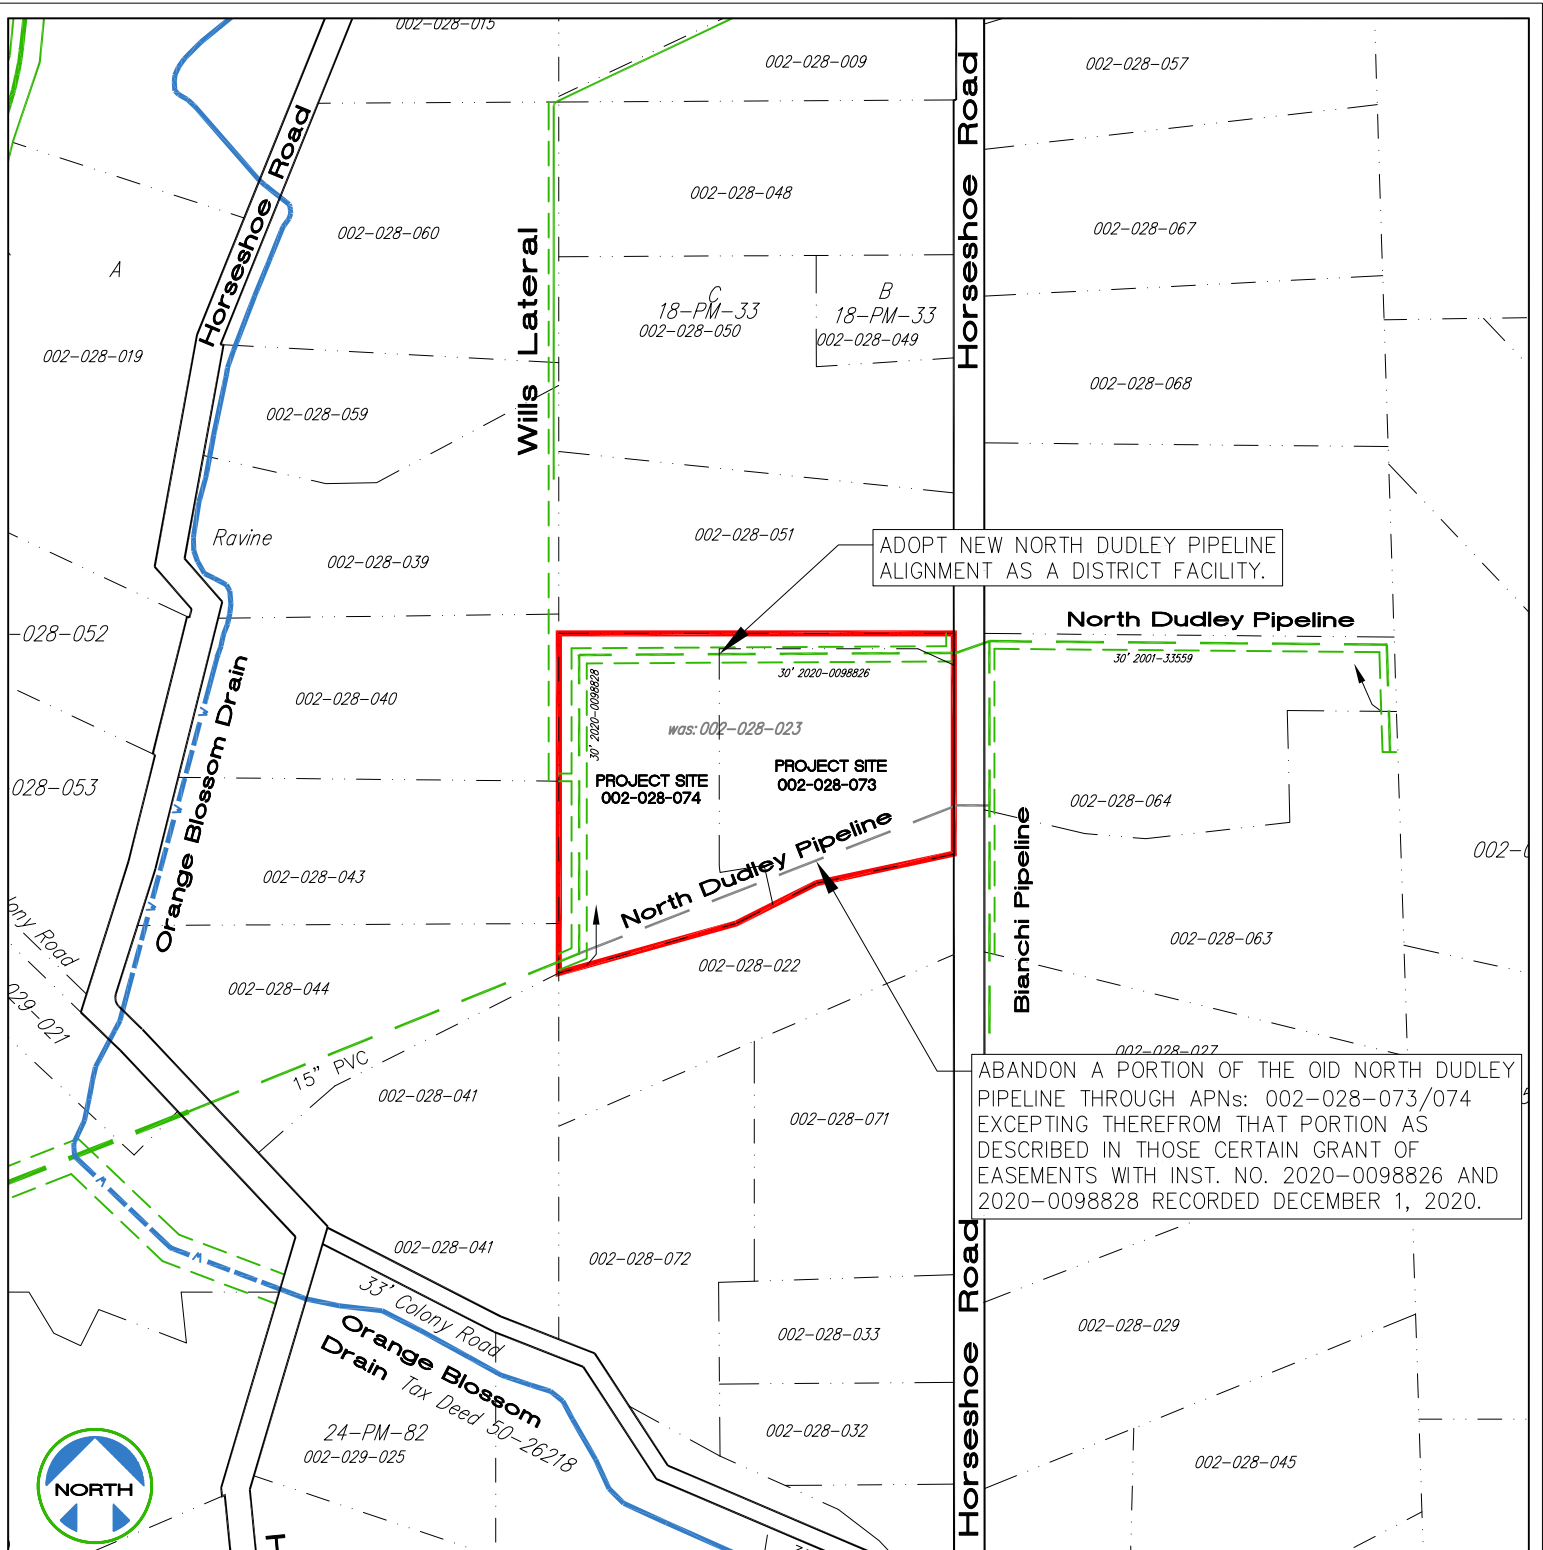 002-028-015
002-028-009
002-028-057
Horseshoe Road
Horseshoe Road
002-028-048
002-028-060
002-028-067
A
Wills Lateral
C
18-PM-33
002-028-050
B
18-PM-33
002-028-049
002-028-019
002-028-068
002-028-059
Ravine
002-028-039
002-028-051
ADOPT NEW NORTH DUDLEY PIPELINE
ALIGNMENT AS A DISTRICT FACILITY.
-028-052
North Dudley Pipeline
30' 2001-33559
30' 2020-0098826
30' 2020-0098828
002-028-040
was: 002-028-023
PROJECT SITE
002-028-074
PROJECT SITE
002-028-073
028-053
Orange Blossom Drain
002-028-064
North Dudley Pipeline
Bianchi Pipeline
002-0
002-028-043
lony Road
002-028-063
002-028-022
002-028-044
029-021
15" PVC
002-028-027
ABANDON A PORTION OF THE OID NORTH DUDLEY
PIPELINE THROUGH APNs: 002-028-073/074
EXCEPTING THEREFROM THAT PORTION AS
DESCRIBED IN THOSE CERTAIN GRANT OF
EASEMENTS WITH INST. NO. 2020-0098826 AND
2020-0098828 RECORDED DECEMBER 1, 2020.
002-028-041
002-028-071
002-028-041
002-028-072
Horseshoe Road
33' Colony Road
Orange Blossom
Drain
Tax Deed 50-26218
002-028-033
002-028-029
24-PM-82
002-029-025
002-028-032
002-028-045
NORTH